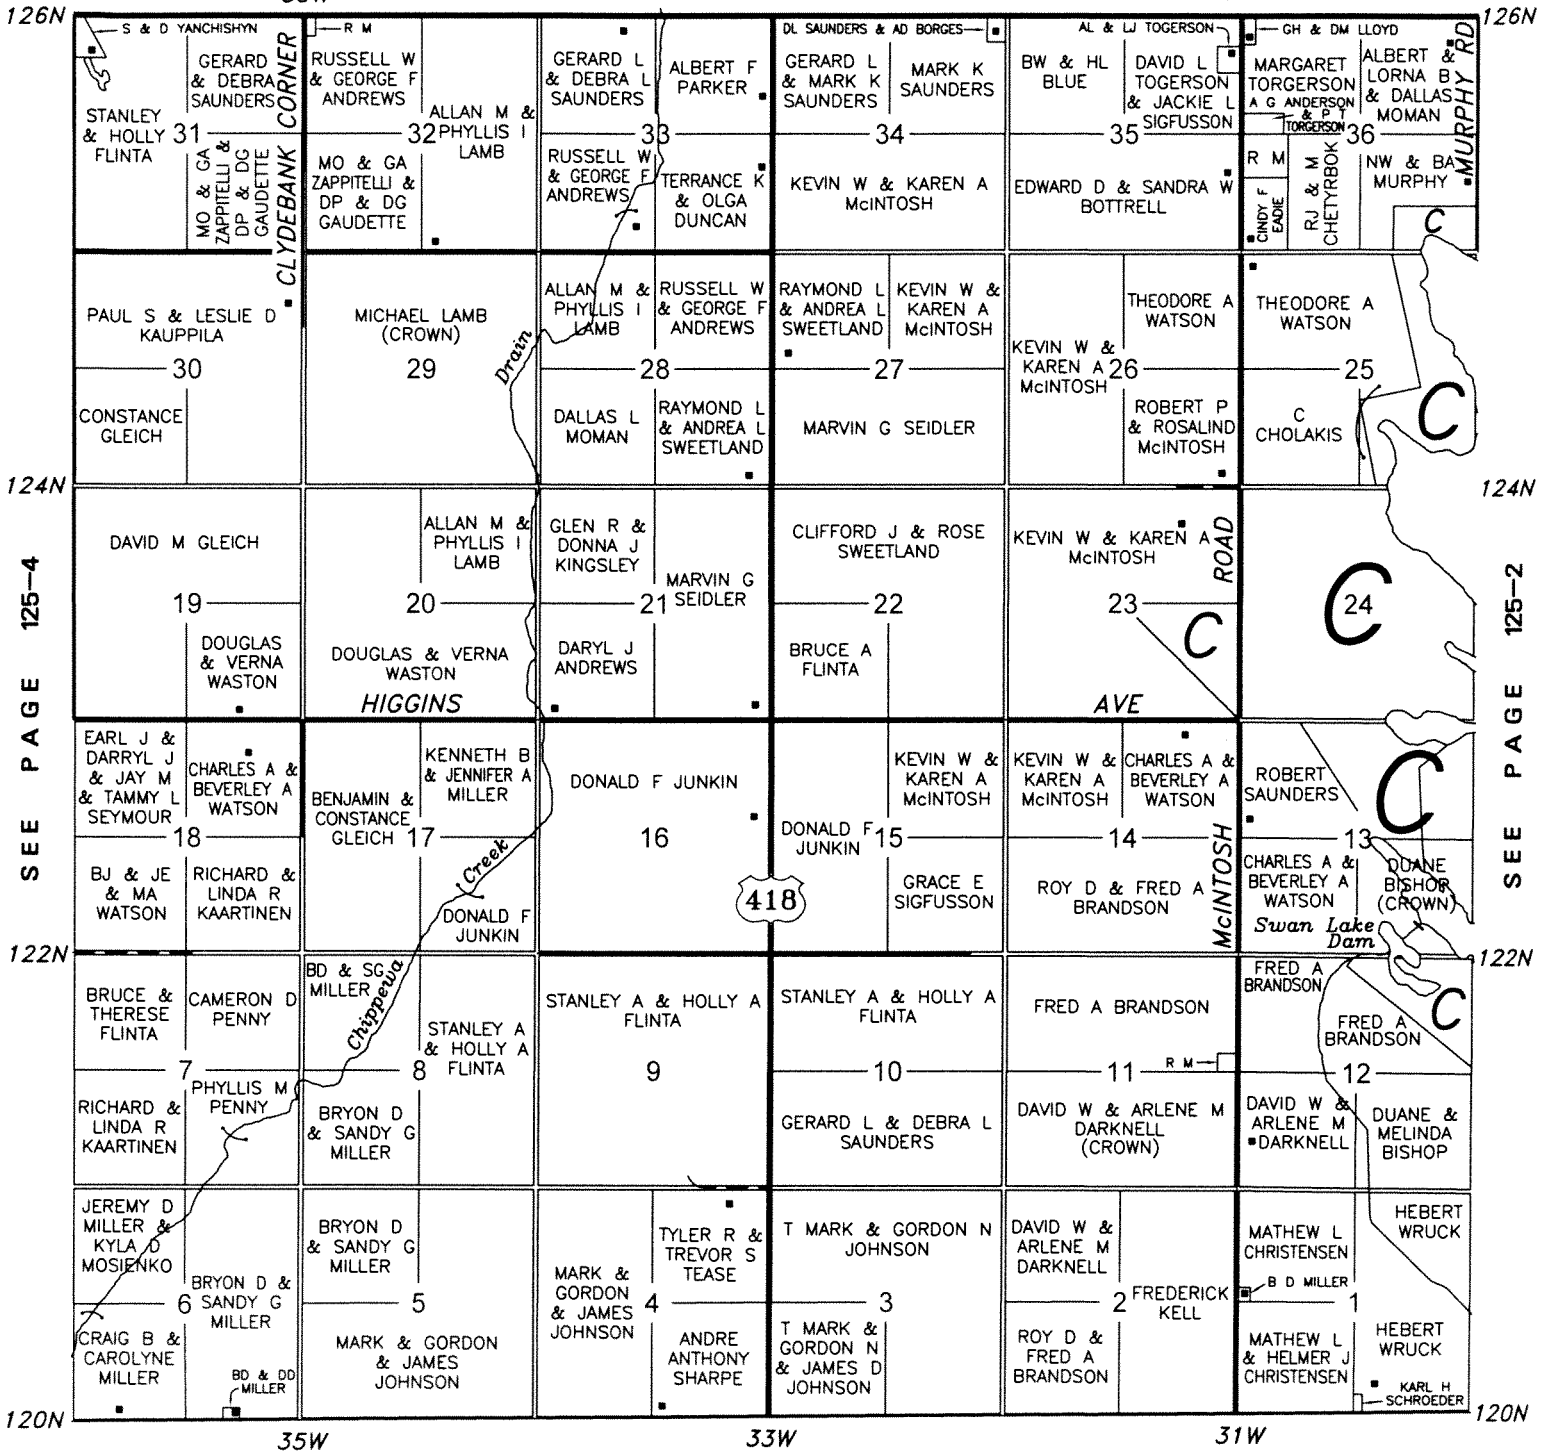 126N
126N
S & D YANCHISHYN
R M
DL SAUNDERS & AD BORGES
AL & LJ TOGERSON
GH & DM LLOYD
STANLEY
& HOLLY
FLINTA
GERARD
& DEBRA
SAUNDERS
31
MO & GA
ZAPPITELLI &
DP & DG
GAUDETTE
CLYDEBANK CORNER
RUSSELL W
& GEORGE F
ANDREWS
ALLAN M &
PHYLLIS I
LAMB
32
MO & GA
ZAPPITELLI &
DP & DG
GAUDETTE
GERARD L
& DEBRA L
SAUNDERS
ALBERT F
PARKER
33
RUSSELL W
& GEORGE F
ANDREWS
TERRANCE K
& OLGA
DUNCAN
GERARD L
& MARK K
SAUNDERS
MARK K
SAUNDERS
34
KEVIN W & KAREN A
McINTOSH
BW & HL
BLUE
DAVID L
TOGERSON
& JACKIE L
SIGFUSSON
35
EDWARD D & SANDRA W
BOTTRELL
MARGARET
TORGERSON
A G ANDERSON
& P T
TORGERSON
ALBERT &
LORNA B
& DALLAS
MOMAN
36
R M
CINDY F
EADIE
RJ & M
CHETYRBOK
NW & BA
MURPHY
MURPHY RD
C
PAUL S & LESLIE D
KAUPPILA
30
CONSTANCE
GLEICH
MICHAEL LAMB
(CROWN)
29
Drain
ALLAN M &
PHYLLIS I
LAMB
RUSSELL W
& GEORGE F
ANDREWS
28
DALLAS L
MOMAN
RAYMOND L
& ANDREA L
SWEETLAND
RAYMOND L
& ANDREA L
SWEETLAND
KEVIN W &
KAREN A
McINTOSH
27
MARVIN G SEIDLER
KEVIN W &
KAREN A
McINTOSH
26
THEODORE A
WATSON
ROBERT P
& ROSALIND
McINTOSH
THEODORE A
WATSON
25
C
CHOLAKIS
C
124N
124N
DAVID M GLEICH
19
DOUGLAS
& VERNA
WASTON
ALLAN M &
PHYLLIS I
LAMB
20
DOUGLAS & VERNA
WASTON
GLEN R &
DONNA J
KINGSLEY
MARVIN G
SEIDLER
21
DARYL J
ANDREWS
CLIFFORD J & ROSE
SWEETLAND
22
BRUCE A
FLINTA
KEVIN W & KAREN A
McINTOSH
23
C
ROAD
24
C
HIGGINS
AVE
SEE PAGE 125-4
SEE PAGE 125-2
EARL J &
DARRYL J
& JAY M
& TAMMY L
SEYMOUR
CHARLES A &
BEVERLEY A
WATSON
18
BJ & JE
& MA
WATSON
RICHARD &
LINDA R
KAARTINEN
BENJAMIN &
CONSTANCE
GLEICH
KENNETH B
& JENNIFER A
MILLER
17
Creek
DONALD F
JUNKIN
DONALD F JUNKIN
16
418
DONALD F
JUNKIN
KEVIN W &
KAREN A
McINTOSH
15
GRACE E
SIGFUSSON
KEVIN W &
KAREN A
McINTOSH
CHARLES A &
BEVERLEY A
WATSON
14
ROY D & FRED A
BRANDSON
McINTOSH
ROBERT
SAUNDERS
C
13
CHARLES A &
BEVERLEY A
WATSON
DUANE
BISHOP
(CROWN)
Swan Lake
Dam
122N
122N
BRUCE &
THERESE
FLINTA
CAMERON D
PENNY
7
RICHARD &
LINDA R
KAARTINEN
PHYLLIS M
PENNY
BD & SG
MILLER
Chippewa
STANLEY A
& HOLLY A
FLINTA
8
BRYON D
& SANDY G
MILLER
STANLEY A & HOLLY A
FLINTA
9
STANLEY A & HOLLY A
FLINTA
10
GERARD L & DEBRA L
SAUNDERS
FRED A BRANDSON
R M
11
DAVID W & ARLENE M
DARKNELL
(CROWN)
FRED A
BRANDSON
FRED A
BRANDSON
C
12
DAVID W &
ARLENE M
DARKNELL
DUANE &
MELINDA
BISHOP
JEREMY D
MILLER &
KYLA D
MOSIENKO
6
BRYON D &
SANDY G
MILLER
CRAIG B &
CAROLYNE
MILLER
BD & DD
MILLER
BRYON D
& SANDY G
MILLER
5
MARK & GORDON
& JAMES
JOHNSON
MARK &
GORDON
& JAMES
JOHNSON
TYLER R &
TREVOR S
TEASE
4
ANDRE
ANTHONY
SHARPE
T MARK & GORDON N
JOHNSON
3
T MARK &
GORDON N
& JAMES D
JOHNSON
DAVID W &
ARLENE M
DARKNELL
2
FREDERICK
KELL
ROY D &
FRED A
BRANDSON
MATHEW L
CHRISTENSEN
B D MILLER
1
MATHEW L
& HELMER J
CHRISTENSEN
HEBERT
WRUCK
HEBERT
WRUCK
KARL H
SCHROEDER
120N
120N
35W
33W
31W